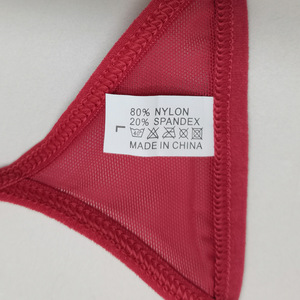 80% NYLON
20% SPANDEX
L
MADE IN CHINA